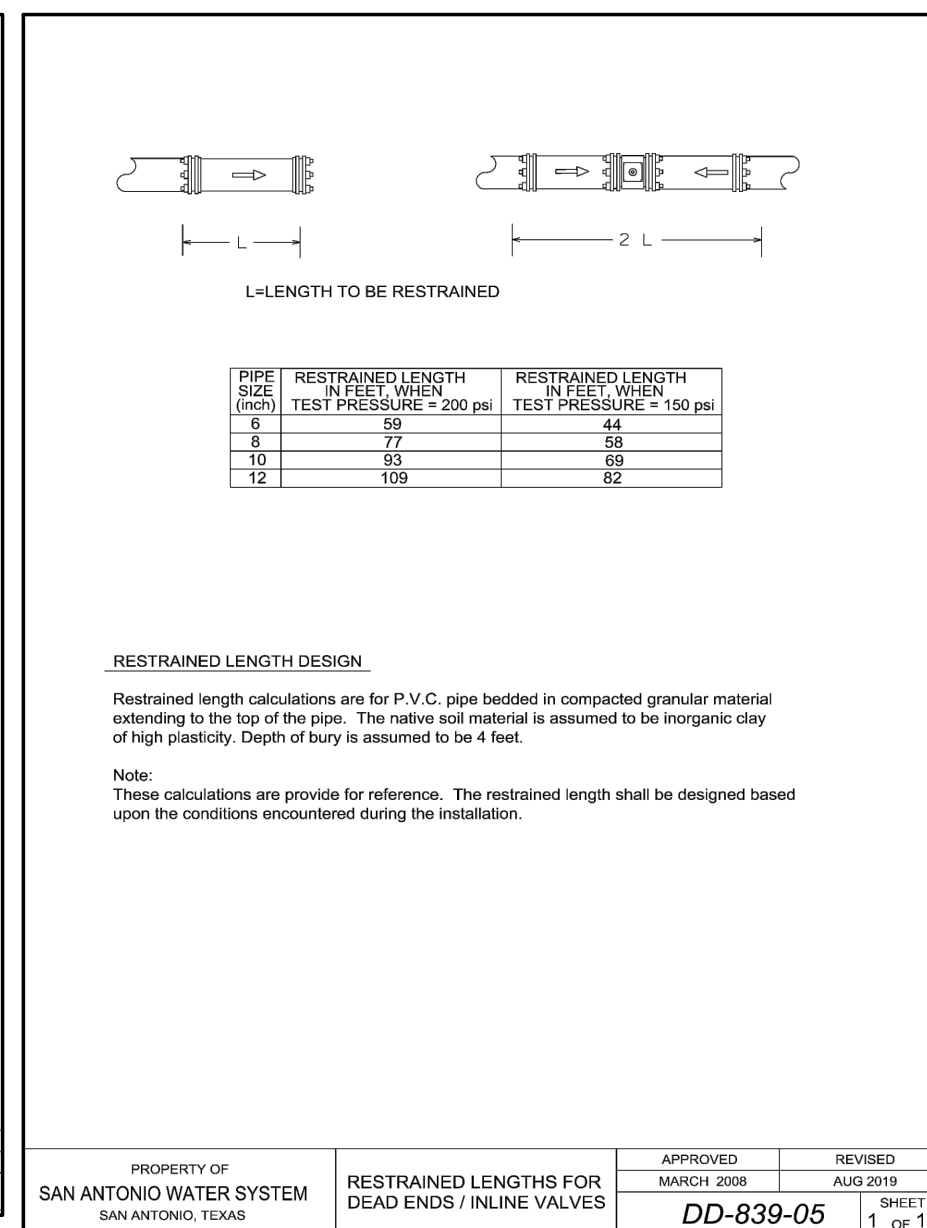 L
2 L
L=LENGTH TO BE RESTRAINED
PIPE SIZE (inch) RESTRAINED LENGTH IN FEET, WHEN TEST PRESSURE = 200 psi RESTRAINED LENGTH IN FEET, WHEN TEST PRESSURE = 150 psi
6 59 44
8 77 58
10 93 69
12 109 82
RESTRAINED LENGTH DESIGN
Restrained length calculations are for P.V.C. pipe bedded in compacted granular material
extending to the top of the pipe. The native soil material is assumed to be inorganic clay
of high plasticity. Depth of bury is assumed to be 4 feet.
Note:
These calculations are provide for reference. The restrained length shall be designed based
upon the conditions encountered during the installation.
PROPERTY OF
SAN ANTONIO WATER SYSTEM
SAN ANTONIO, TEXAS
RESTRAINED LENGTHS FOR
DEAD ENDS / INLINE VALVES
APPROVED REVISED
MARCH 2008 AUG 2019
DD-839-05
SHEET
1 OF 1